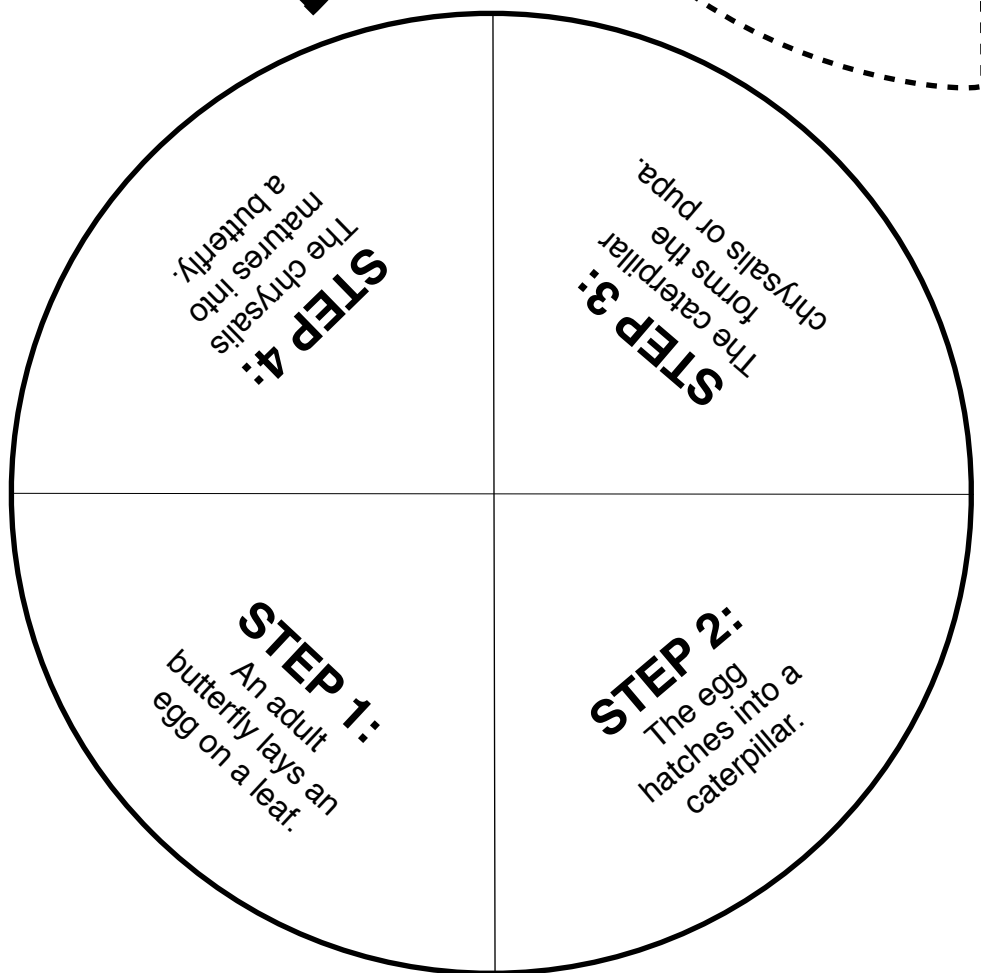 STEP 1:
An adult
butterfly lays an
egg on a leaf.
STEP 2:
The egg
hatches into a
caterpillar.
STEP 3:
The caterpillar
forms the
chrysalis or pupa.
STEP 4:
The chrysalis
matures into
a butterfly.